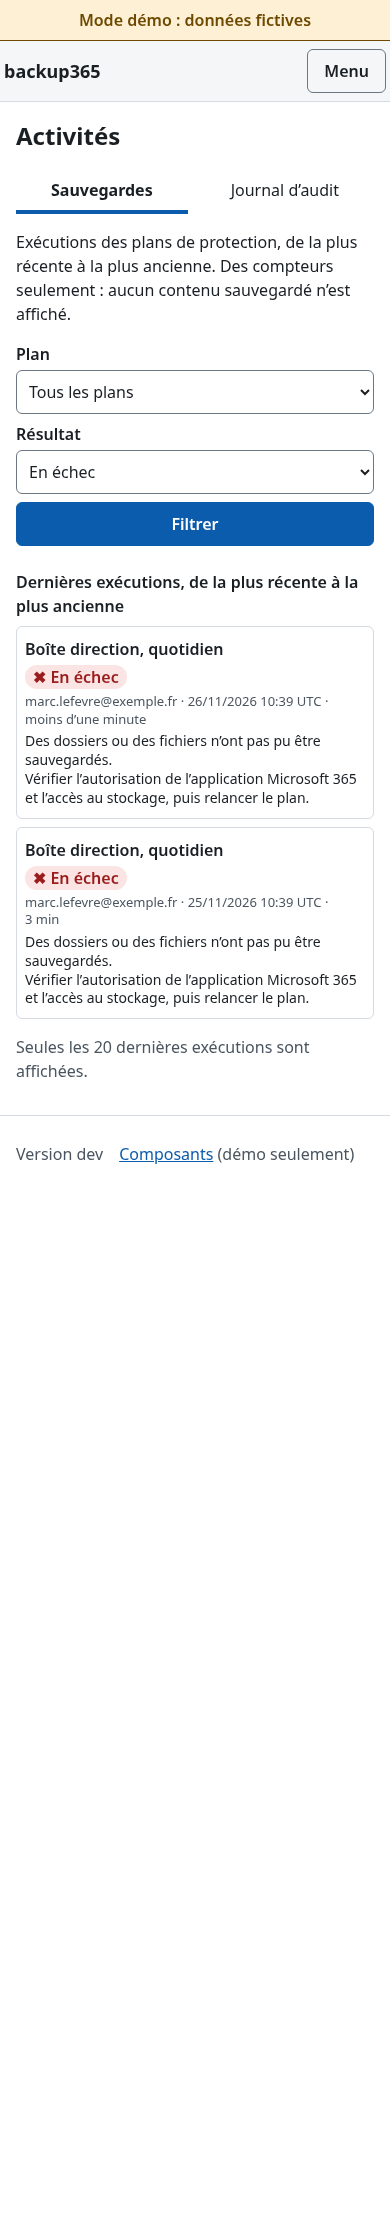 Mode démo : données fictives
backup365
Menu
Activités
Sauvegardes
Journal d’audit
Exécutions des plans de protection, de la plus
récente à la plus ancienne. Des compteurs
seulement : aucun contenu sauvegardé n’est
affiché.
Plan
Tous les plans
Résultat
En échec
Filtrer
Dernières exécutions, de la plus récente à la
plus ancienne
Boîte direction, quotidien
✖ En échec
marc.lefevre@exemple.fr · 26/11/2026 10:39 UTC ·
moins d’une minute
Des dossiers ou des fichiers n’ont pas pu être
sauvegardés.
Vérifier l’autorisation de l’application Microsoft 365
et l’accès au stockage, puis relancer le plan.
Boîte direction, quotidien
✖ En échec
marc.lefevre@exemple.fr · 25/11/2026 10:39 UTC ·
3 min
Des dossiers ou des fichiers n’ont pas pu être
sauvegardés.
Vérifier l’autorisation de l’application Microsoft 365
et l’accès au stockage, puis relancer le plan.
Seules les 20 dernières exécutions sont
affichées.
Version dev Composants (démo seulement)